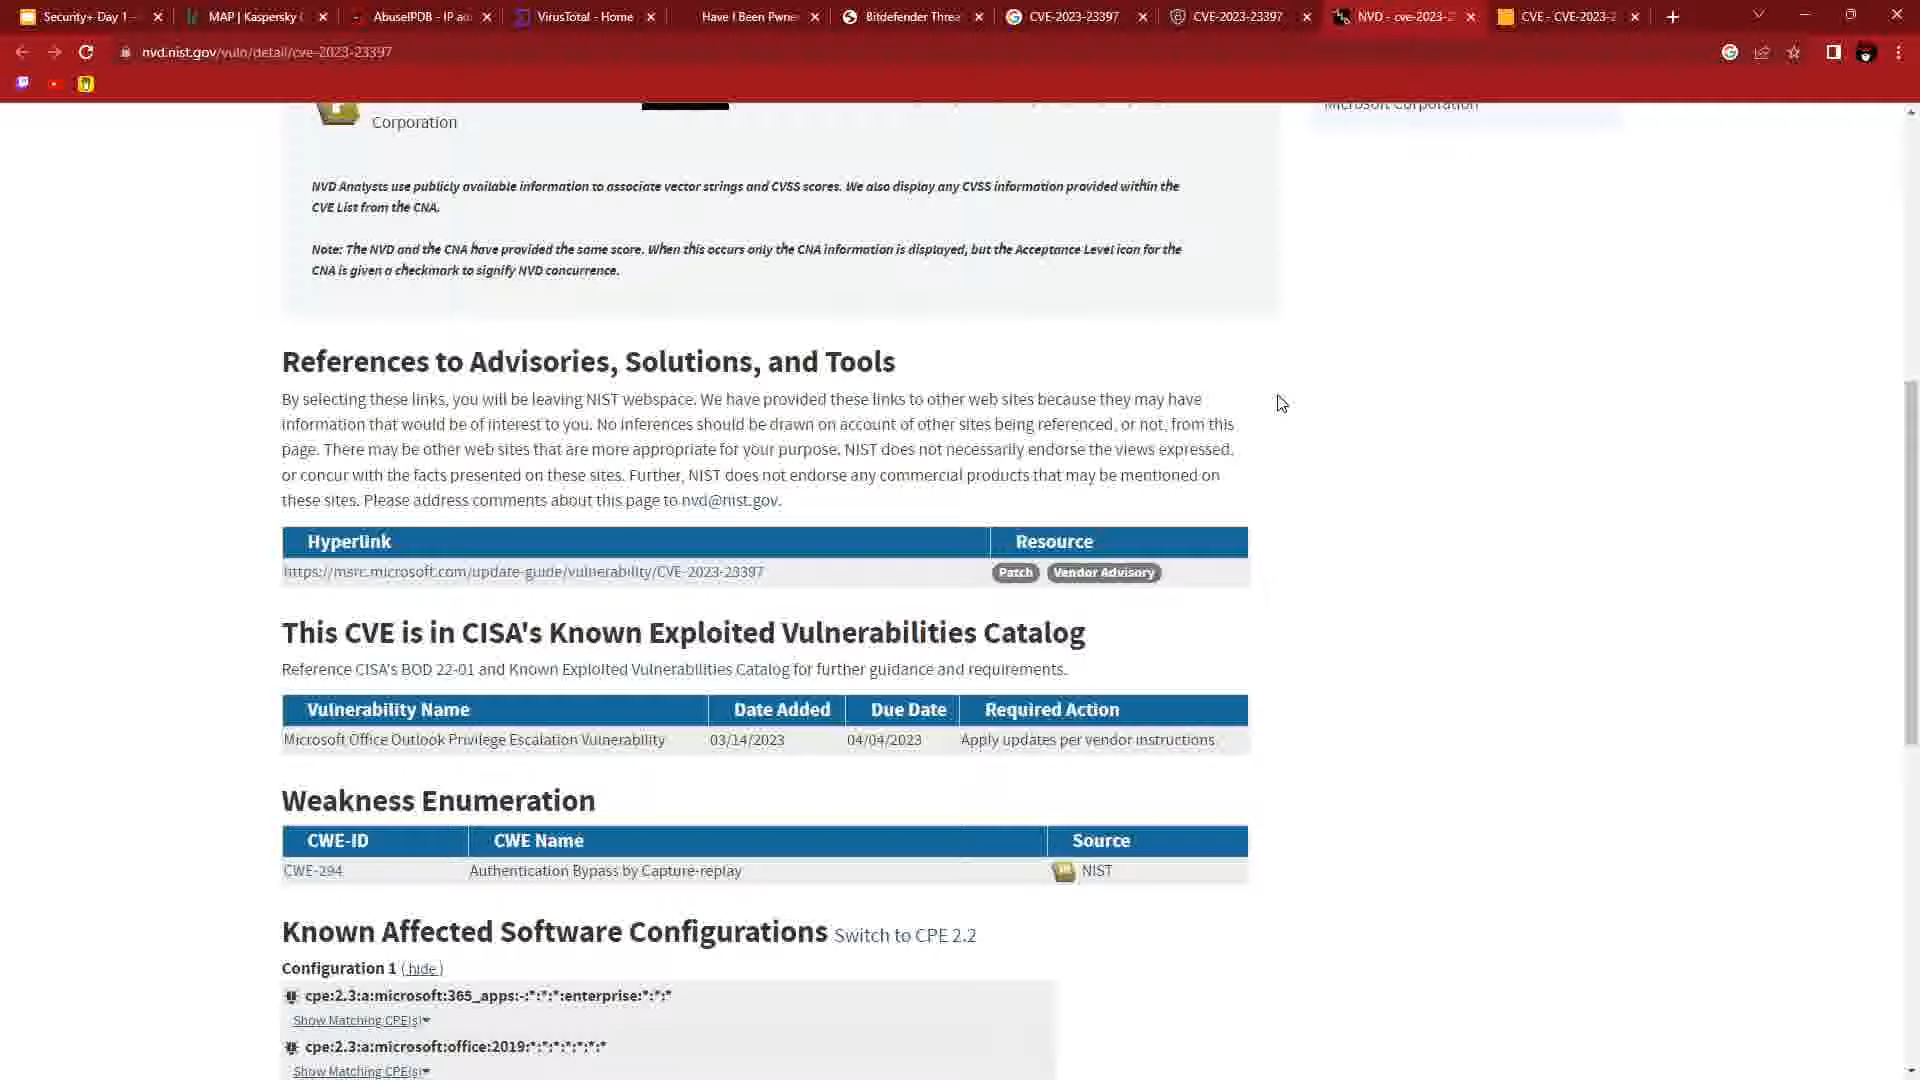 Security+ Day 1 -
MAP | Kaspersky
AbuseIPDB - IP ad
VirusTotal - Home
Have I Been Pwne
Bitdefender Threa
CVE-2023-23397
CVE-2023-23397
NVD - cve-2023-2
CVE - CVE-2023-2
nvd.nist.gov/vuln/detail/cve-2023-23397
Corporation
Microsoft Corporation
NVD Analysts use publicly available information to associate vector strings and CVSS scores. We also display any CVSS information provided within the
CVE List from the CNA.
Note: The NVD and the CNA have provided the same score. When this occurs only the CNA information is displayed, but the Acceptance Level icon for the
CNA is given a checkmark to signify NVD concurrence.
References to Advisories, Solutions, and Tools
By selecting these links, you will be leaving NIST webspace. We have provided these links to other web sites because they may have
information that would be of interest to you. No inferences should be drawn on account of other sites being referenced, or not, from this
page. There may be other web sites that are more appropriate for your purpose. NIST does not necessarily endorse the views expressed,
or concur with the facts presented on these sites. Further, NIST does not endorse any commercial products that may be mentioned on
these sites. Please address comments about this page to nvd@nist.gov.
Hyperlink Resource
https://msrc.microsoft.com/update-guide/vulnerability/CVE-2023-23397 Patch Vendor Advisory
This CVE is in CISA's Known Exploited Vulnerabilities Catalog
Reference CISA's BOD 22-01 and Known Exploited Vulnerabilities Catalog for further guidance and requirements.
Vulnerability Name Date Added Due Date Required Action
Microsoft Office Outlook Privilege Escalation Vulnerability 03/14/2023 04/04/2023 Apply updates per vendor instructions.
Weakness Enumeration
CWE-ID CWE Name Source
CWE-294 Authentication Bypass by Capture-replay NIST
Known Affected Software Configurations Switch to CPE 2.2
Configuration 1 ( hide )
cpe:2.3:a:microsoft:365_apps:-:*:*:*:enterprise:*:*:*
Show Matching CPE(s)
cpe:2.3:a:microsoft:office:2019:*:*:*:*:*:*:*
Show Matching CPE(s)